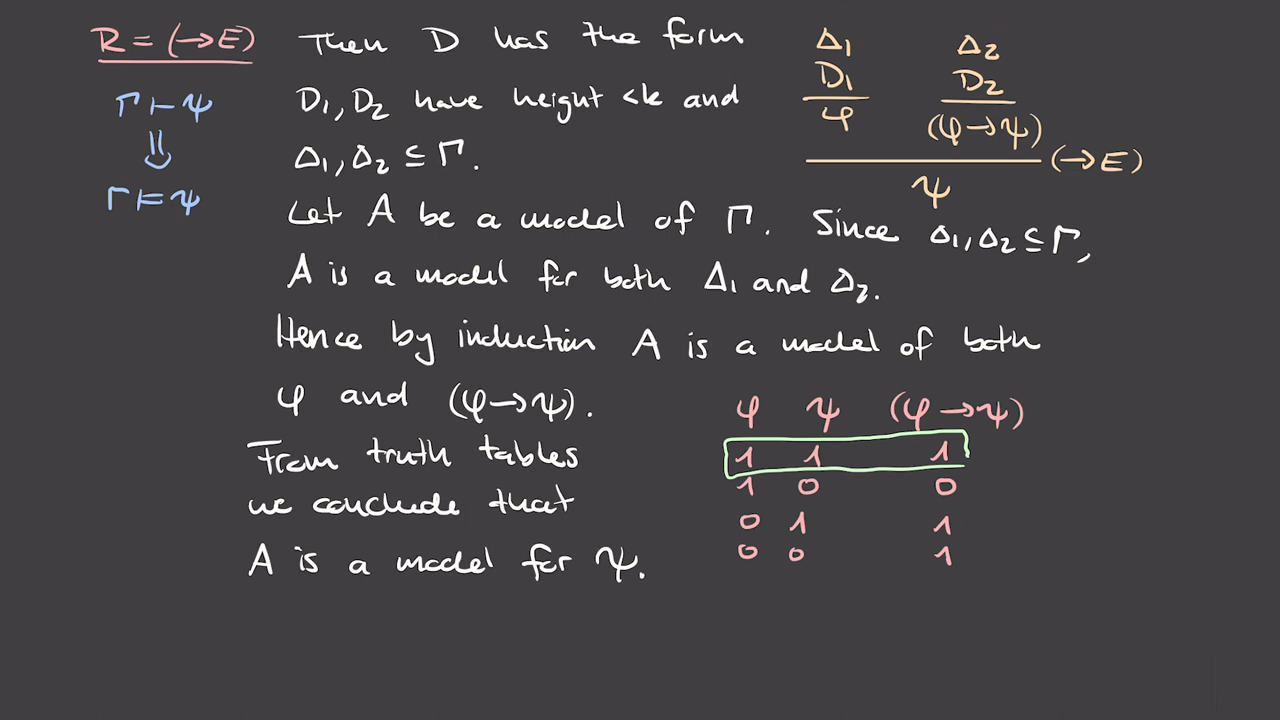 R = (→E) Then D has the form
Γ ⊢ ψ D₁, D₂ have height <k and
⇓ Δ₁, Δ₂ ⊆ Γ.
Γ ⊨ ψ
Δ₁ Δ₂
D₁ D₂
φ (φ→ψ)
(→E)
ψ
Let A be a model of Γ. Since Δ₁, Δ₂ ⊆ Γ,
A is a model for both Δ₁ and Δ₂.
Hence by induction A is a model of both
φ and (φ→ψ).
From truth tables
we conclude that
A is a model for ψ.
φ ψ (φ→ψ)
1 1 1
1 0 0
0 1 1
0 0 1